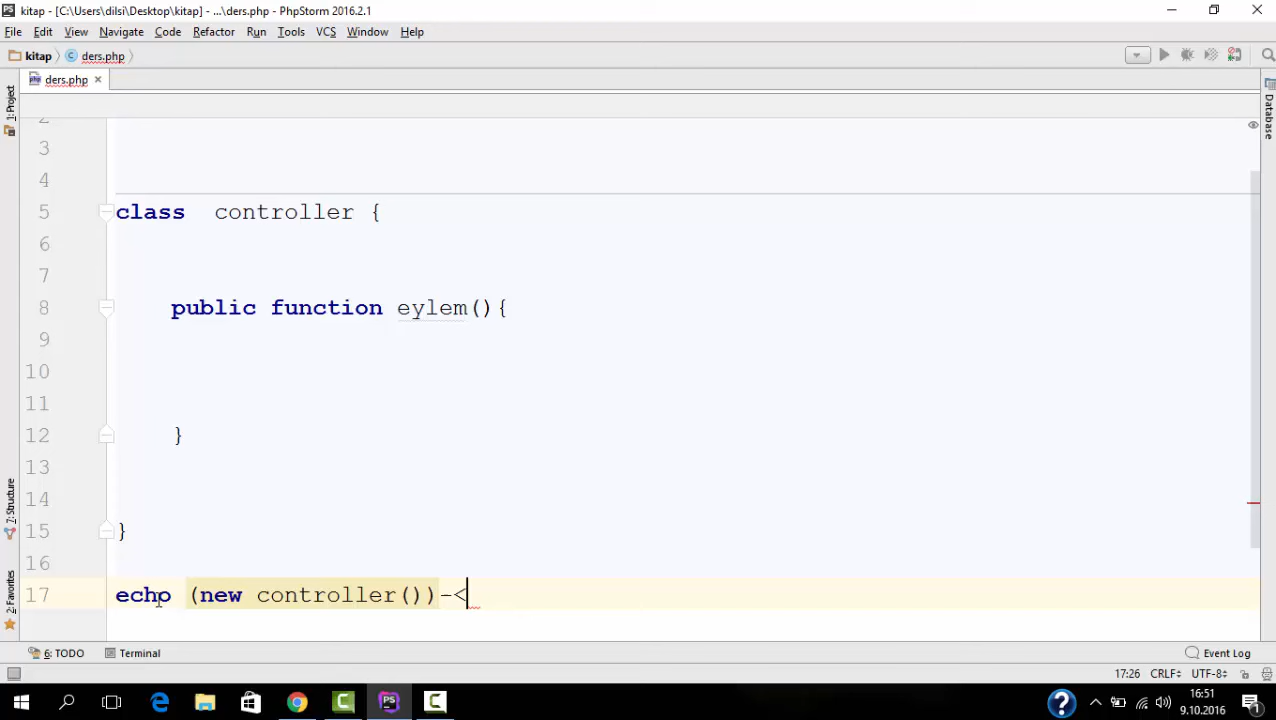 kitap - [C:\Users\dilsi\Desktop\kitap] - ...\ders.php - PhpStorm 2016.2.1
File Edit View Navigate Code Refactor Run Tools VCS Window Help
kitap ders.php
ders.php
1: Project
Database
2
3
4
5 class  controller {
6
7
8 public function eylem(){
9
10
11
12 }
13
14
15 }
16
17 echo (new controller())-<
7: Structure
2: Favorites
6: TODO Terminal Event Log
17:26 CRLF UTF-8
16:51
9.10.2016